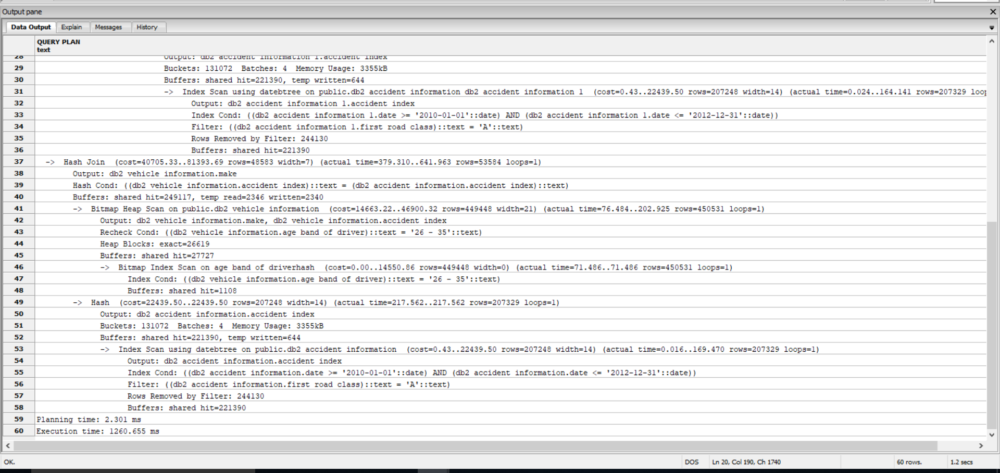 Output pane
Data Output Explain Messages History
QUERY PLAN
text
28 Output: db2 accident information 1.accident index
29 Buckets: 131072 Batches: 4 Memory Usage: 3355kB
30 Buffers: shared hit=221390, temp written=644
31 -> Index Scan using datebtree on public.db2 accident information db2 accident information 1 (cost=0.43..22439.50 rows=207248 width=14) (actual time=0.024..164.141 rows=207329 loop
32 Output: db2 accident information 1.accident index
33 Index Cond: ((db2 accident information 1.date >= '2010-01-01'::date) AND (db2 accident information 1.date <= '2012-12-31'::date))
34 Filter: ((db2 accident information 1.first road class)::text = 'A'::text)
35 Rows Removed by Filter: 244130
36 Buffers: shared hit=221390
37 -> Hash Join (cost=40705.33..81393.69 rows=48583 width=7) (actual time=379.310..641.963 rows=53584 loops=1)
38 Output: db2 vehicle information.make
39 Hash Cond: ((db2 vehicle information.accident index)::text = (db2 accident information.accident index)::text)
40 Buffers: shared hit=249117, temp read=2346 written=2340
41 -> Bitmap Heap Scan on public.db2 vehicle information (cost=14663.22..46900.32 rows=449448 width=21) (actual time=76.484..202.925 rows=450531 loops=1)
42 Output: db2 vehicle information.make, db2 vehicle information.accident index
43 Recheck Cond: ((db2 vehicle information.age band of driver)::text = '26 - 35'::text)
44 Heap Blocks: exact=26619
45 Buffers: shared hit=27727
46 -> Bitmap Index Scan on age band of driverhash (cost=0.00..14550.86 rows=449448 width=0) (actual time=71.486..71.486 rows=450531 loops=1)
47 Index Cond: ((db2 vehicle information.age band of driver)::text = '26 - 35'::text)
48 Buffers: shared hit=1108
49 -> Hash (cost=22439.50..22439.50 rows=207248 width=14) (actual time=217.562..217.562 rows=207329 loops=1)
50 Output: db2 accident information.accident index
51 Buckets: 131072 Batches: 4 Memory Usage: 3355kB
52 Buffers: shared hit=221390, temp written=644
53 -> Index Scan using datebtree on public.db2 accident information (cost=0.43..22439.50 rows=207248 width=14) (actual time=0.016..169.470 rows=207329 loops=1)
54 Output: db2 accident information.accident index
55 Index Cond: ((db2 accident information.date >= '2010-01-01'::date) AND (db2 accident information.date <= '2012-12-31'::date))
56 Filter: ((db2 accident information.first road class)::text = 'A'::text)
57 Rows Removed by Filter: 244130
58 Buffers: shared hit=221390
59 Planning time: 2.301 ms
60 Execution time: 1260.655 ms
OK. DOS Ln 20, Col 190, Ch 1740 60 rows. 1.2 secs